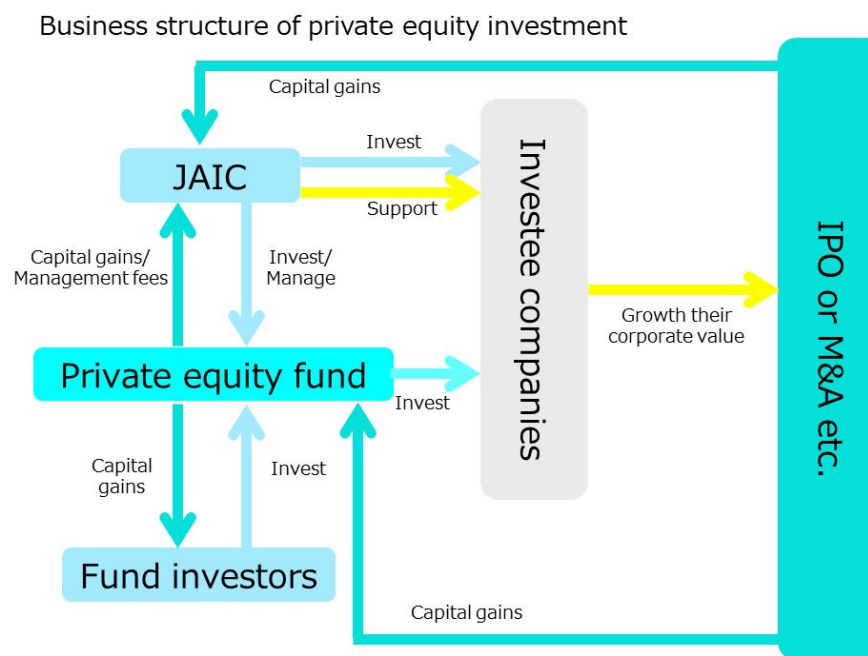 Business structure of private equity investment
Capital gains
JAIC
Invest
Support
Capital gains/
Management fees
Invest/
Manage
Investee companies
Growth their
corporate value
IPO or M&A etc.
Private equity fund
Invest
Capital
gains
Invest
Fund investors
Capital gains